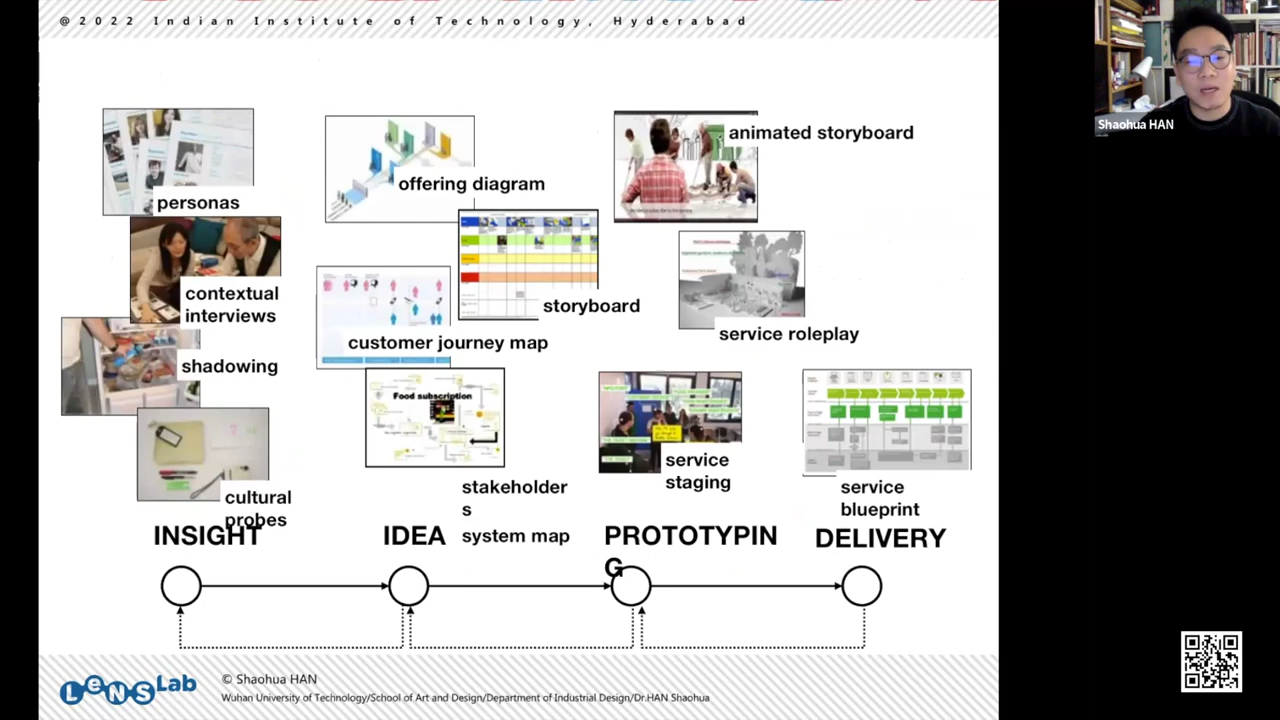 @ 2022 Indian Institute of Technology, Hyderabad
Shaohua HAN
animated storyboard
offering diagram
personas
contextual
interviews
storyboard
service roleplay
customer journey map
shadowing
Food subscription
service
staging
stakeholder
s
system map
service
blueprint
cultural
probes
INSIGHT
IDEA
PROTOTYPIN
G
DELIVERY
LeNS Lab
© Shaohua HAN
Wuhan University of Technology/School of Art and Design/Department of Industrial Design/Dr.HAN Shaohua